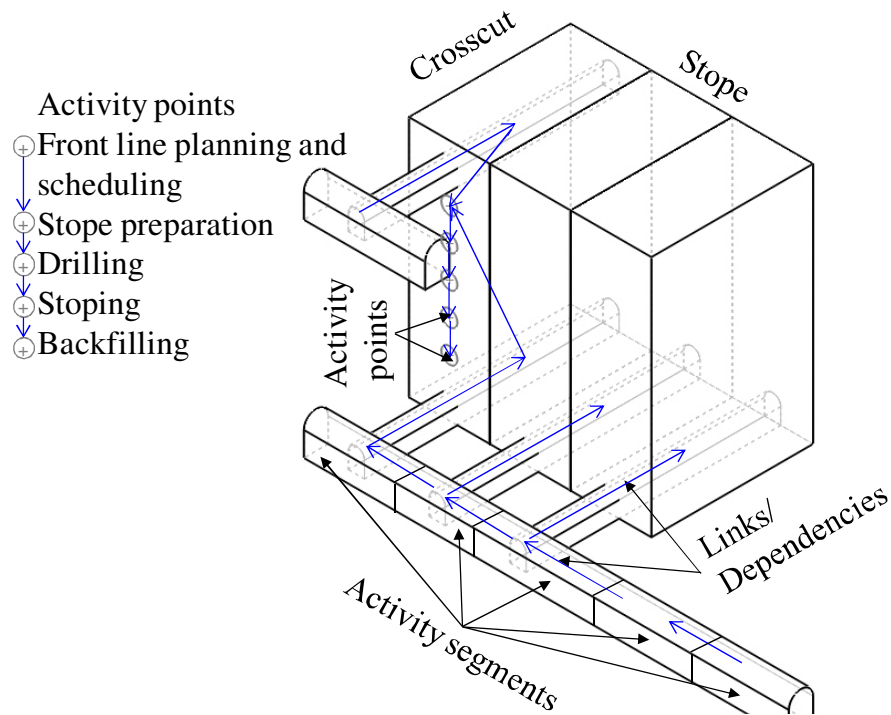 Activity points
Front line planning and
scheduling
Stope preparation
Drilling
Stoping
Backfilling
Crosscut
Stope
Activity
points
Links/
Dependencies
Activity segments